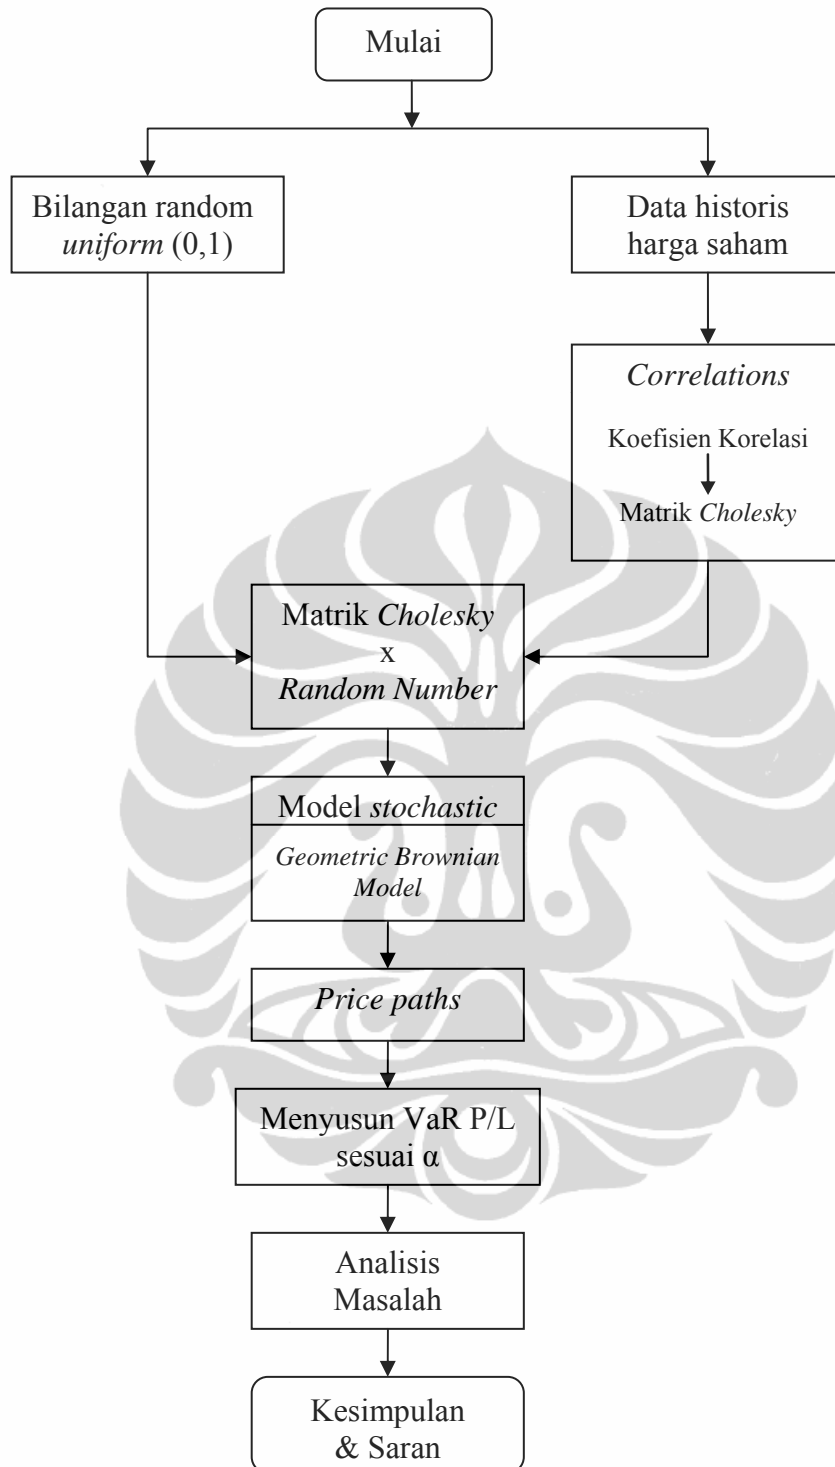 Mulai
Bilangan random
uniform (0,1)
Data historis
harga saham
Correlations
Koefisien Korelasi
Matrik Cholesky
Matrik Cholesky
x
Random Number
Model stochastic
Geometric Brownian
Model
Price paths
Menyusun VaR P/L
sesuai α
Analisis
Masalah
Kesimpulan
& Saran